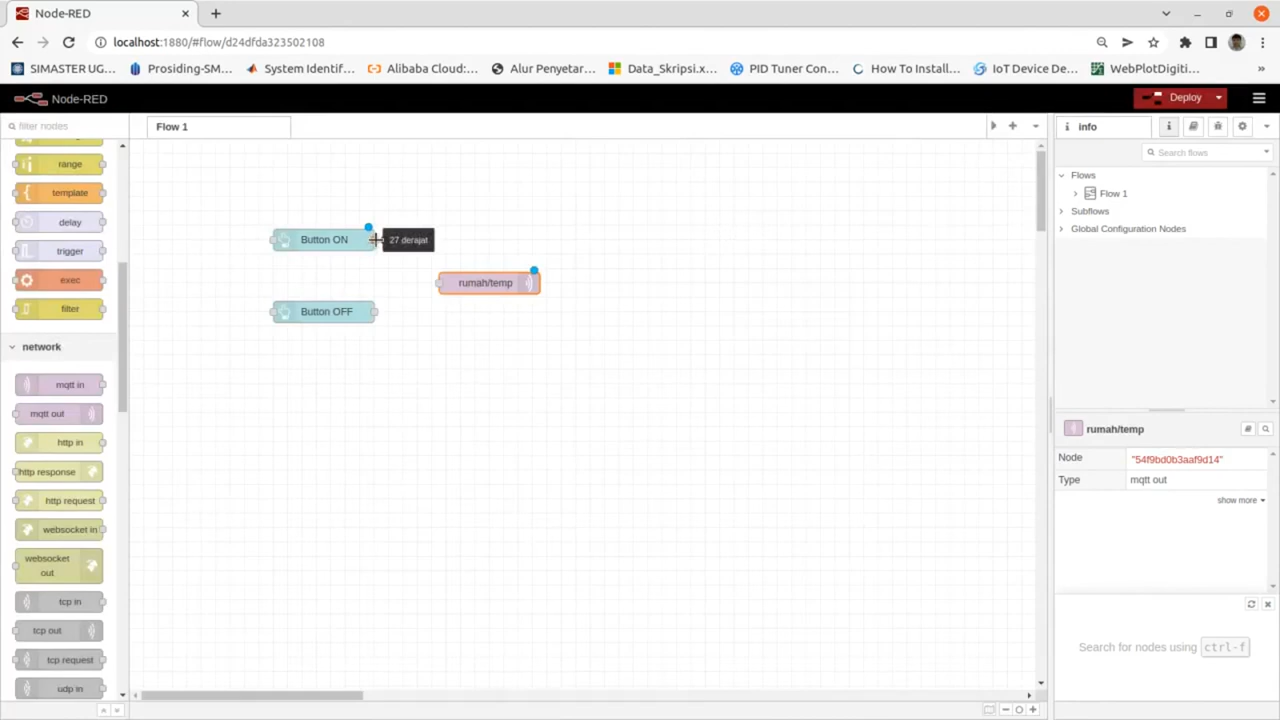 Node-RED
localhost:1880/#flow/d24dfda323502108
SIMASTER UG...
Prosiding-SM...
System Identif...
Alibaba Cloud:...
Alur Penyetar...
Data_Skripsi.x...
PID Tuner Con...
How To Install...
IoT Device De...
WebPlotDigiti...
»
Node-RED
Deploy
filter nodes
Flow 1
info
Search flows
range
template
delay
trigger
exec
filter
network
mqtt in
mqtt out
http in
http response
http request
websocket in
websocket
out
tcp in
tcp out
tcp request
udp in
Button ON
27 derajat
rumah/temp
Button OFF
Flows
Flow 1
Subflows
Global Configuration Nodes
rumah/temp
Node "54f9bd0b3aaf9d14"
Type mqtt out
show more
Search for nodes using ctrl-f